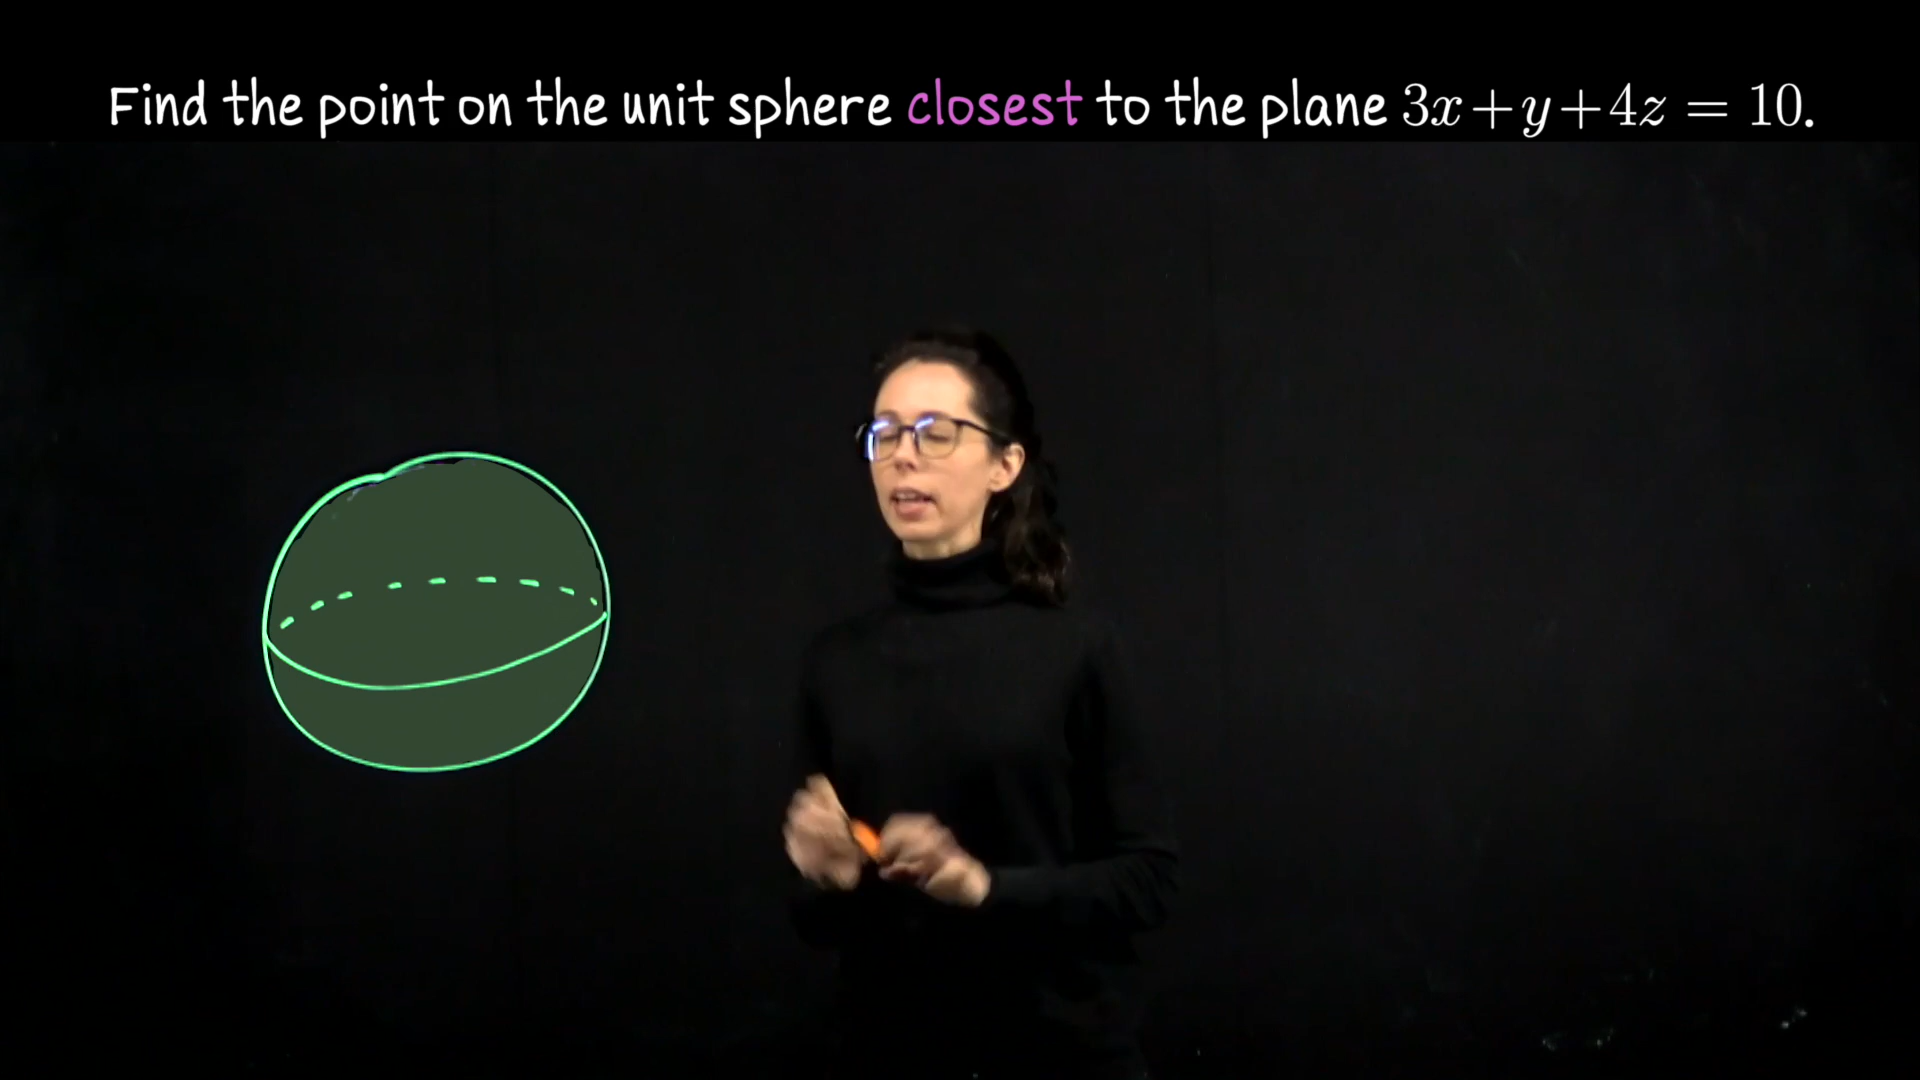 Find the point on the unit sphere closest to the plane 3x+y+4z = 10.